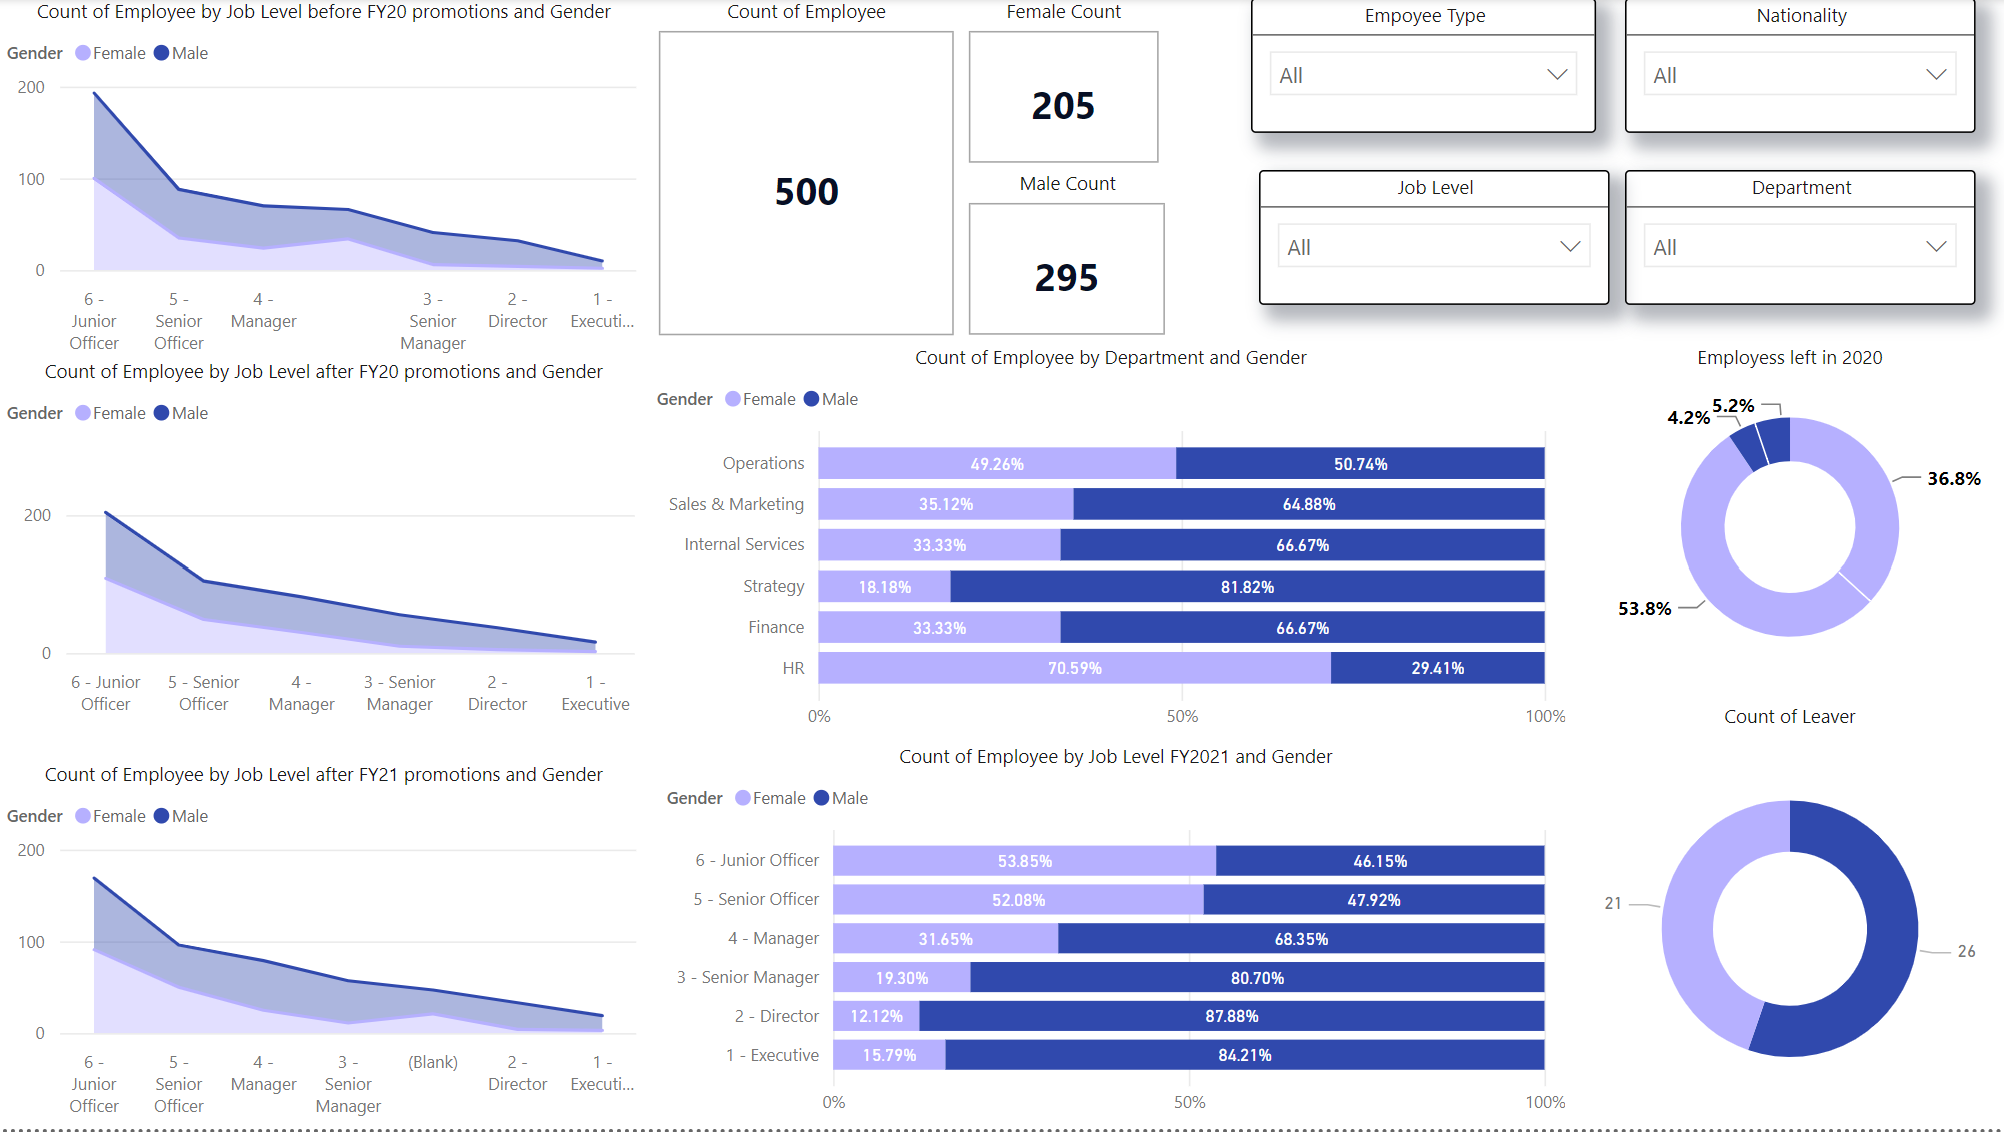 Count of Employee by Job Level before FY20 promotions and Gender
Gender Female Male
200
100
0
6 -
Junior
Officer
5 -
Senior
Officer
4 -
Manager
3 -
Senior
Manager
2 -
Director
1 -
Executi...
Count of Employee
500
Female Count
205
Male Count
295
Empoyee Type
All
Nationality
All
Job Level
All
Department
All
Count of Employee by Job Level after FY20 promotions and Gender
Gender Female Male
200
0
6 - Junior
Officer
5 - Senior
Officer
4 -
Manager
3 - Senior
Manager
2 -
Director
1 -
Executive
Count of Employee by Department and Gender
Gender Female Male
Operations 49.26% 50.74%
Sales & Marketing 35.12% 64.88%
Internal Services 33.33% 66.67%
Strategy 18.18% 81.82%
Finance 33.33% 66.67%
HR 70.59% 29.41%
0% 50% 100%
Employess left in 2020
5.2%
4.2%
36.8%
53.8%
Count of Employee by Job Level after FY21 promotions and Gender
Gender Female Male
200
100
0
6 -
Junior
Officer
5 -
Senior
Officer
4 -
Manager
3 -
Senior
Manager
(Blank)
2 -
Director
1 -
Executi...
Count of Employee by Job Level FY2021 and Gender
Gender Female Male
6 - Junior Officer 53.85% 46.15%
5 - Senior Officer 52.08% 47.92%
4 - Manager 31.65% 68.35%
3 - Senior Manager 19.30% 80.70%
2 - Director 12.12% 87.88%
1 - Executive 15.79% 84.21%
0% 50% 100%
Count of Leaver
21
26